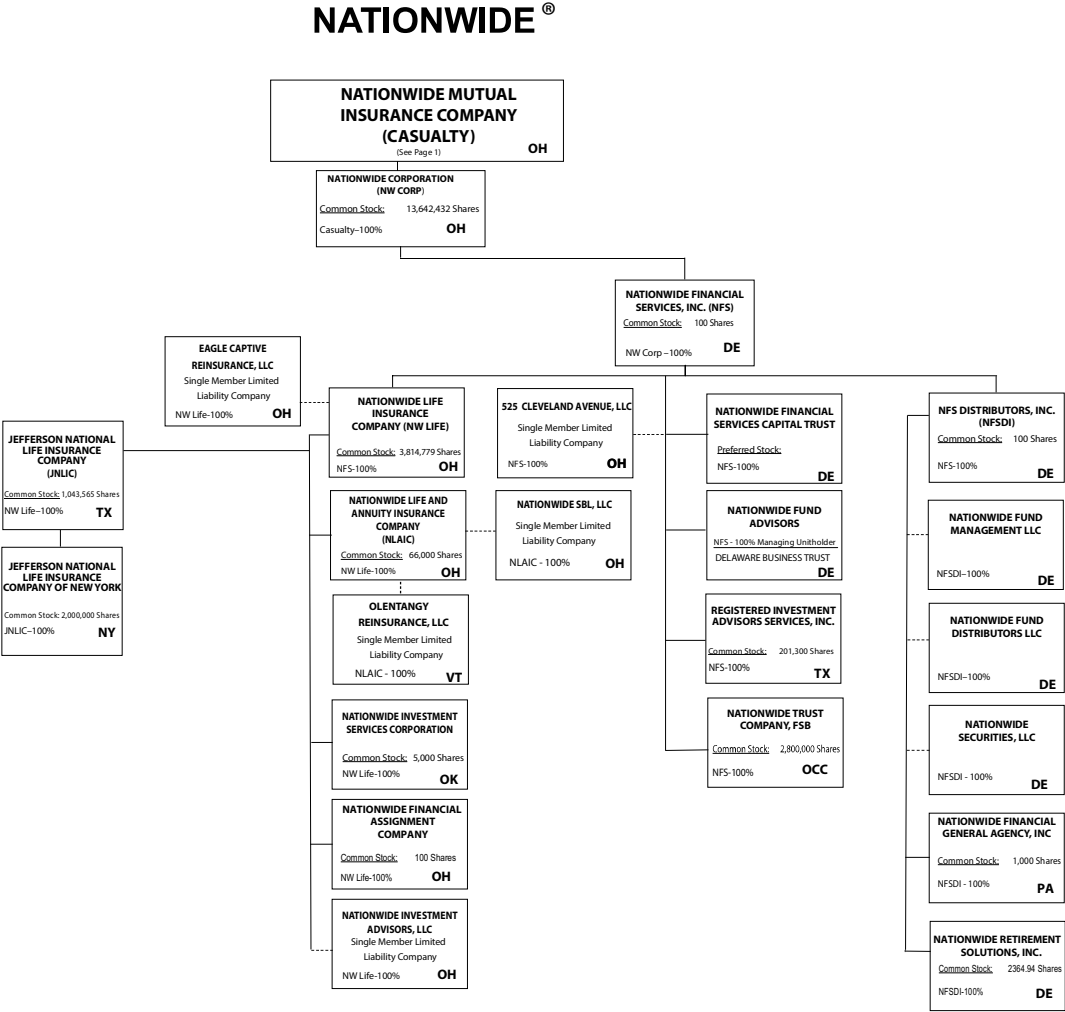 NATIONWIDE ®
NATIONWIDE MUTUAL
INSURANCE COMPANY
(CASUALTY)
(See Page 1)
OH
NATIONWIDE CORPORATION
(NW CORP)
Common Stock: 13,642,432 Shares
Casualty–100% OH
NATIONWIDE FINANCIAL
SERVICES, INC. (NFS)
Common Stock: 100 Shares
NW Corp –100% DE
EAGLE CAPTIVE
REINSURANCE, LLC
Single Member Limited
Liability Company
NW Life-100% OH
JEFFERSON NATIONAL
LIFE INSURANCE
COMPANY
(JNLIC)
Common Stock: 1,043,565 Shares
NW Life–100% TX
JEFFERSON NATIONAL
LIFE INSURANCE
COMPANY OF NEW YORK
Common Stock: 2,000,000 Shares
JNLIC–100% NY
NATIONWIDE LIFE
INSURANCE
COMPANY (NW LIFE)
Common Stock: 3,814,779 Shares
NFS-100% OH
NATIONWIDE LIFE AND
ANNUITY INSURANCE
COMPANY
(NLAIC)
Common Stock: 66,000 Shares
NW Life-100% OH
OLENTANGY
REINSURANCE, LLC
Single Member Limited
Liability Company
NLAIC - 100% VT
NATIONWIDE INVESTMENT
SERVICES CORPORATION
Common Stock: 5,000 Shares
NW Life-100% OK
NATIONWIDE FINANCIAL
ASSIGNMENT
COMPANY
Common Stock: 100 Shares
NW Life-100% OH
NATIONWIDE INVESTMENT
ADVISORS, LLC
Single Member Limited
Liability Company
NW Life-100% OH
525 CLEVELAND AVENUE, LLC
Single Member Limited
Liability Company
NFS-100% OH
NATIONWIDE SBL, LLC
Single Member Limited
Liability Company
NLAIC - 100% OH
NATIONWIDE FINANCIAL
SERVICES CAPITAL TRUST
Preferred Stock:
NFS-100%
DE
NATIONWIDE FUND
ADVISORS
NFS - 100% Managing Unitholder
DELAWARE BUSINESS TRUST
DE
REGISTERED INVESTMENT
ADVISORS SERVICES, INC.
Common Stock: 201,300 Shares
NFS-100% TX
NATIONWIDE TRUST
COMPANY, FSB
Common Stock: 2,800,000 Shares
NFS-100% OCC
NFS DISTRIBUTORS, INC.
(NFSDI)
Common Stock: 100 Shares
NFS-100%
DE
NATIONWIDE FUND
MANAGEMENT LLC
NFSDI–100%
DE
NATIONWIDE FUND
DISTRIBUTORS LLC
NFSDI–100%
DE
NATIONWIDE
SECURITIES, LLC
NFSDI - 100%
DE
NATIONWIDE FINANCIAL
GENERAL AGENCY, INC
Common Stock: 1,000 Shares
NFSDI - 100%
PA
NATIONWIDE RETIREMENT
SOLUTIONS, INC.
Common Stock: 2364.94 Shares
NFSDI-100% DE